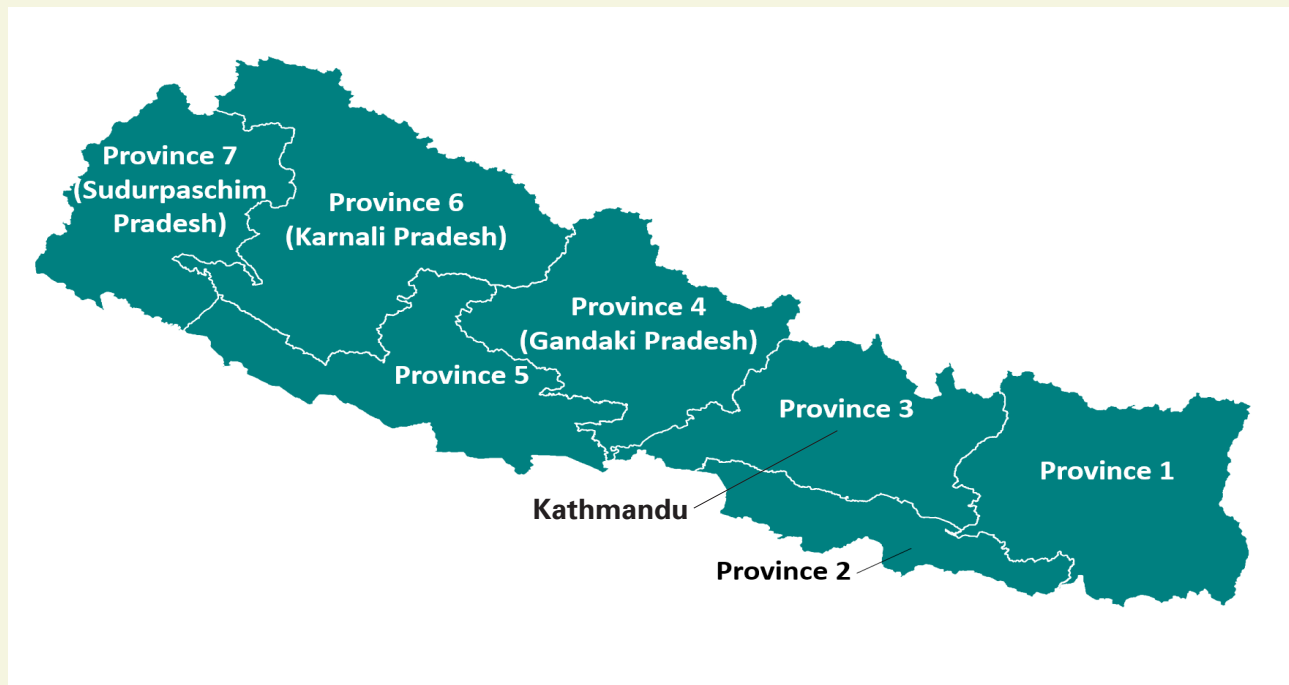 Province 7
(Sudurpaschim
Pradesh)
Province 6
(Karnali Pradesh)
Province 4
(Gandaki Pradesh)
Province 5
Province 3
Province 1
Kathmandu
Province 2